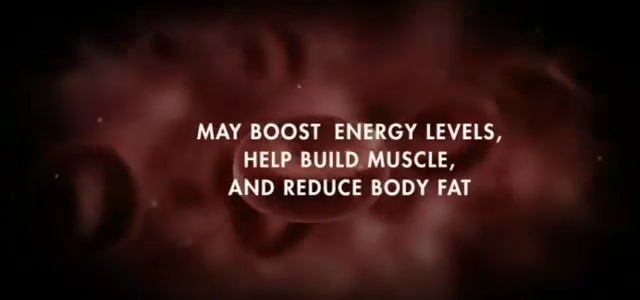 MAY BOOST ENERGY LEVELS,
HELP BUILD MUSCLE,
AND REDUCE BODY FAT